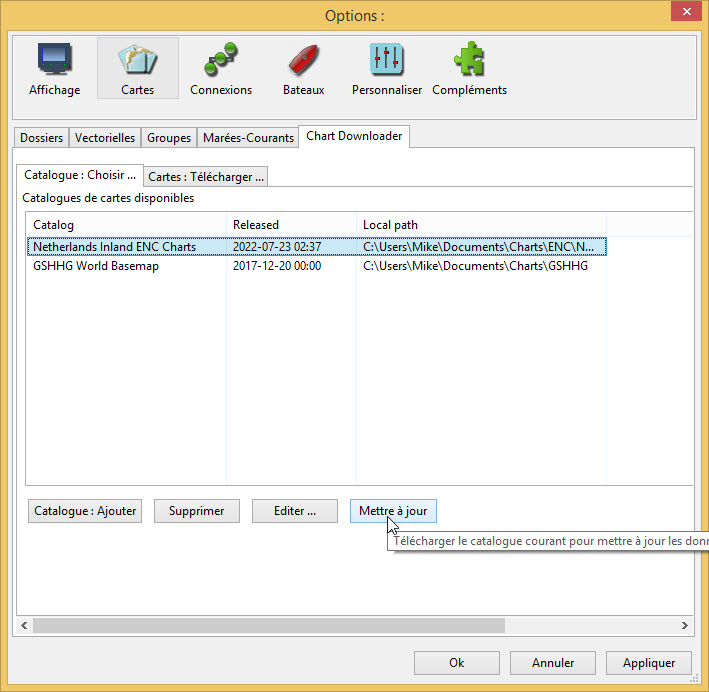 Options :
Affichage Cartes Connexions Bateaux Personnaliser Compléments
Dossiers Vectorielles Groupes Marées-Courants Chart Downloader
Catalogue : Choisir ... Cartes : Télécharger ...
Catalogues de cartes disponibles
Catalog Released Local path
Netherlands Inland ENC Charts 2022-07-23 02:37 C:\Users\Mike\Documents\Charts\ENC\N...
GSHHG World Basemap 2017-12-20 00:00 C:\Users\Mike\Documents\Charts\GSHHG
Catalogue : Ajouter Supprimer Editer ... Mettre à jour
Télécharger le catalogue courant pour mettre à jour les donn
Ok Annuler Appliquer